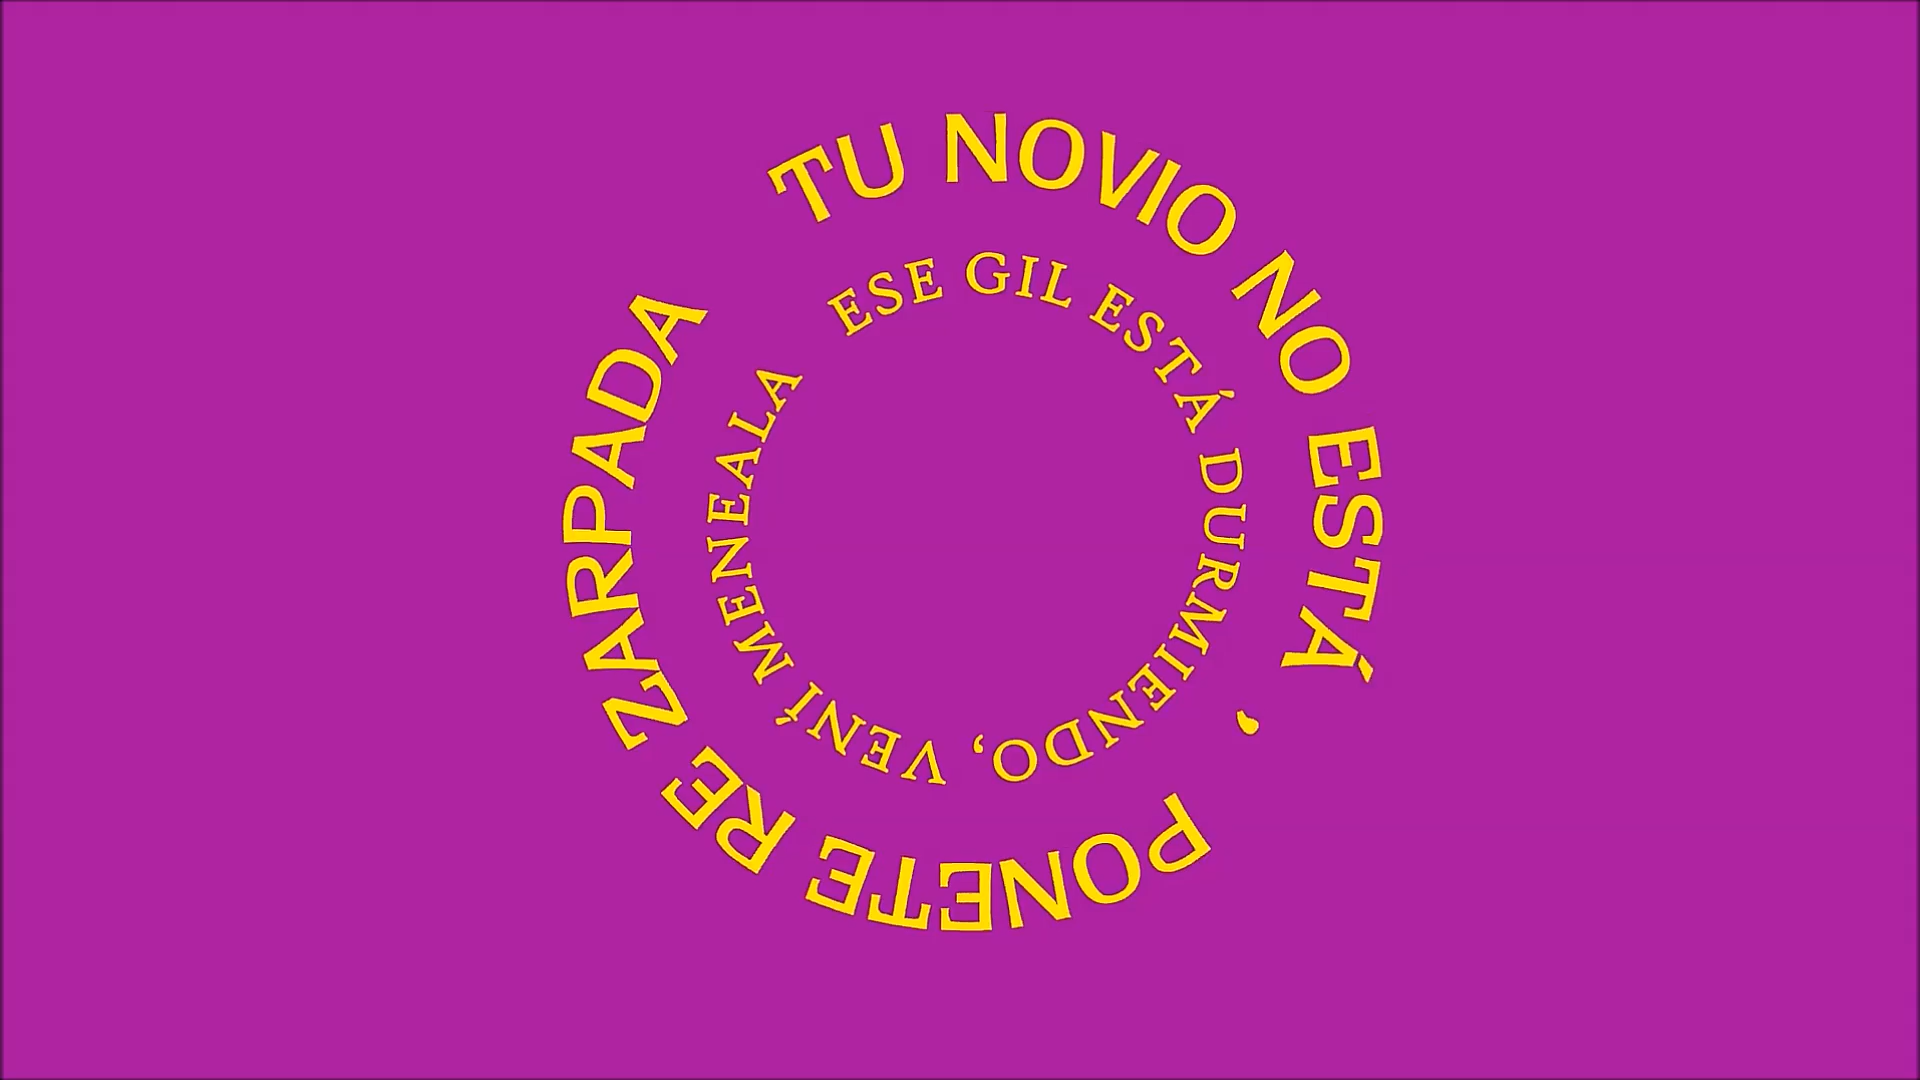 TU NOVIO NO ESTÁ , PONETE RE ZARPADA
ESE GIL ESTÁ DURMIENDO, VENÍ MENEALA